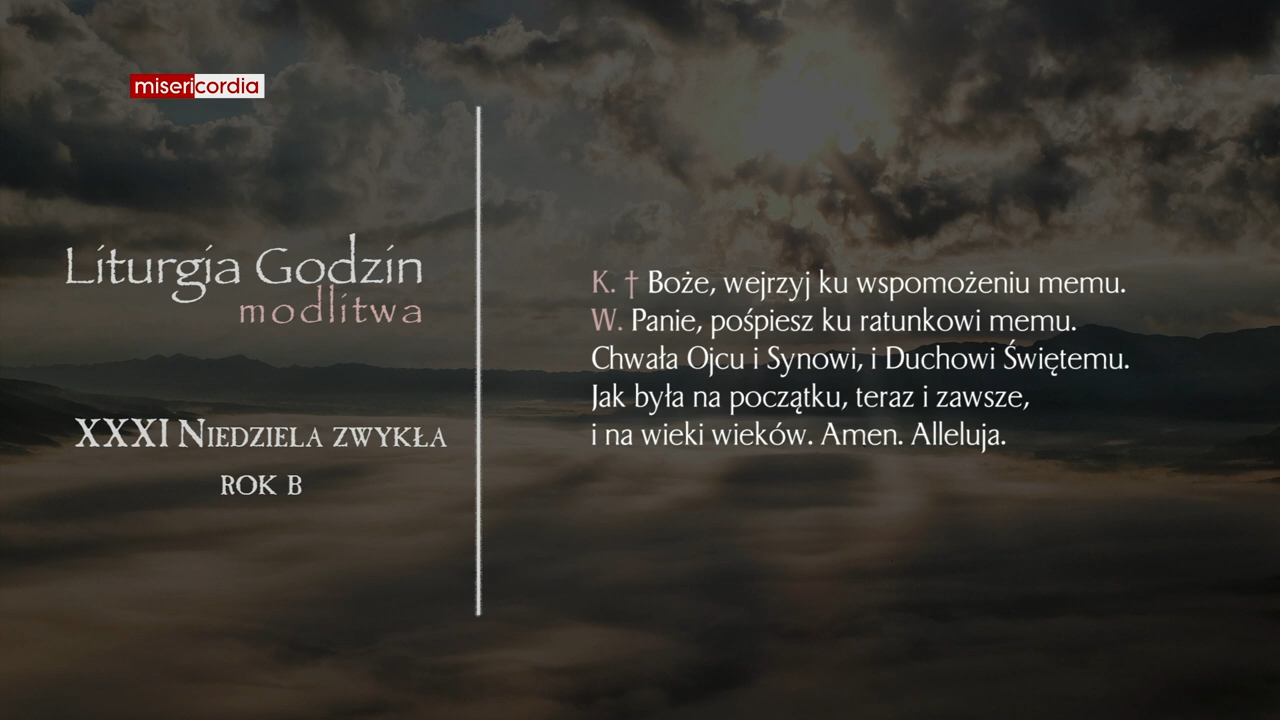 misericordia
Liturgia Godzin
modlitwa
XXXI Niedziela zwykła
rok B
K. † Boże, wejrzyj ku wspomożeniu memu.
W. Panie, pośpiesz ku ratunkowi memu.
Chwała Ojcu i Synowi, i Duchowi Świętemu.
Jak była na początku, teraz i zawsze,
i na wieki wieków. Amen. Alleluja.